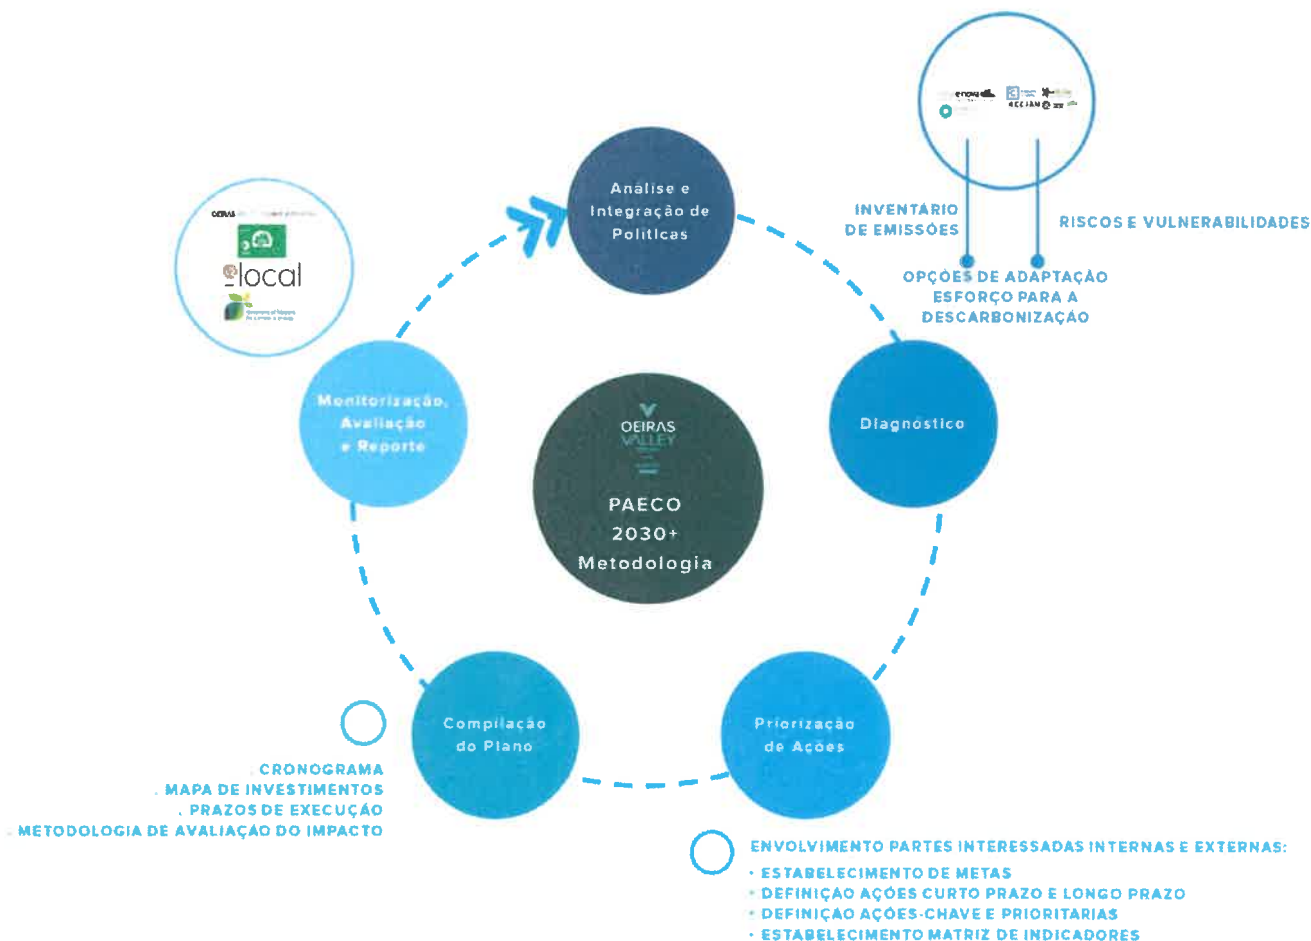 Análise e
Integração de
Políticas
enova
INVENTÁRIO
DE EMISSÕES
RISCOS E VULNERABILIDADES
OPÇÕES DE ADAPTAÇÃO
ESFORÇO PARA A
DESCARBONIZAÇÃO
OEIRAS
local
Monitorização,
Avaliação
e Reporte
Diagnóstico
OEIRAS
VALLEY
PAECO
2030+
Metodologia
Compilação
do Plano
Priorização
de Ações
. CRONOGRAMA
. MAPA DE INVESTIMENTOS
. PRAZOS DE EXECUÇÃO
. METODOLOGIA DE AVALIAÇÃO DO IMPACTO
ENVOLVIMENTO PARTES INTERESSADAS INTERNAS E EXTERNAS:
• ESTABELECIMENTO DE METAS
• DEFINIÇÃO AÇÕES CURTO PRAZO E LONGO PRAZO
• DEFINIÇÃO AÇÕES-CHAVE E PRIORITÁRIAS
• ESTABELECIMENTO MATRIZ DE INDICADORES